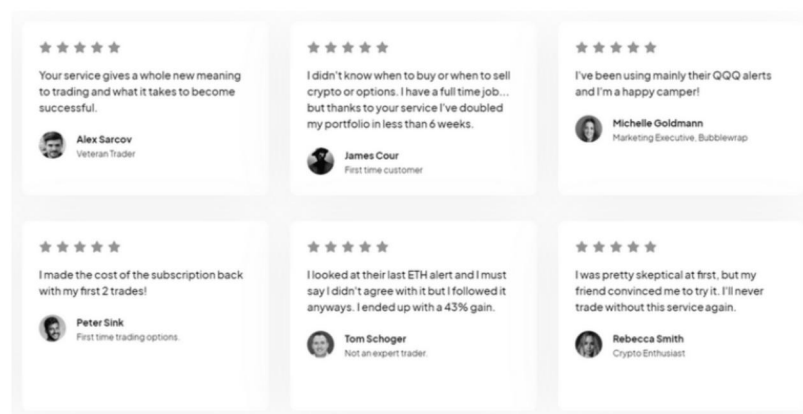 Your service gives a whole new meaning
to trading and what it takes to become
successful.
Alex Sarcov
Veteran Trader
I didn't know when to buy or when to sell
crypto or options. I have a full time job...
but thanks to your service I've doubled
my portfolio in less than 6 weeks.
James Cour
First time customer
I've been using mainly their QQQ alerts
and I'm a happy camper!
Michelle Goldmann
Marketing Executive, Bubblewrap
I made the cost of the subscription back
with my first 2 trades!
Peter Sink
First time trading options.
I looked at their last ETH alert and I must
say I didn't agree with it but I followed it
anyways. I ended up with a 43% gain.
Tom Schoger
Not an expert trader.
I was pretty skeptical at first, but my
friend convinced me to try it. I'll never
trade without this service again.
Rebecca Smith
Crypto Enthusiast